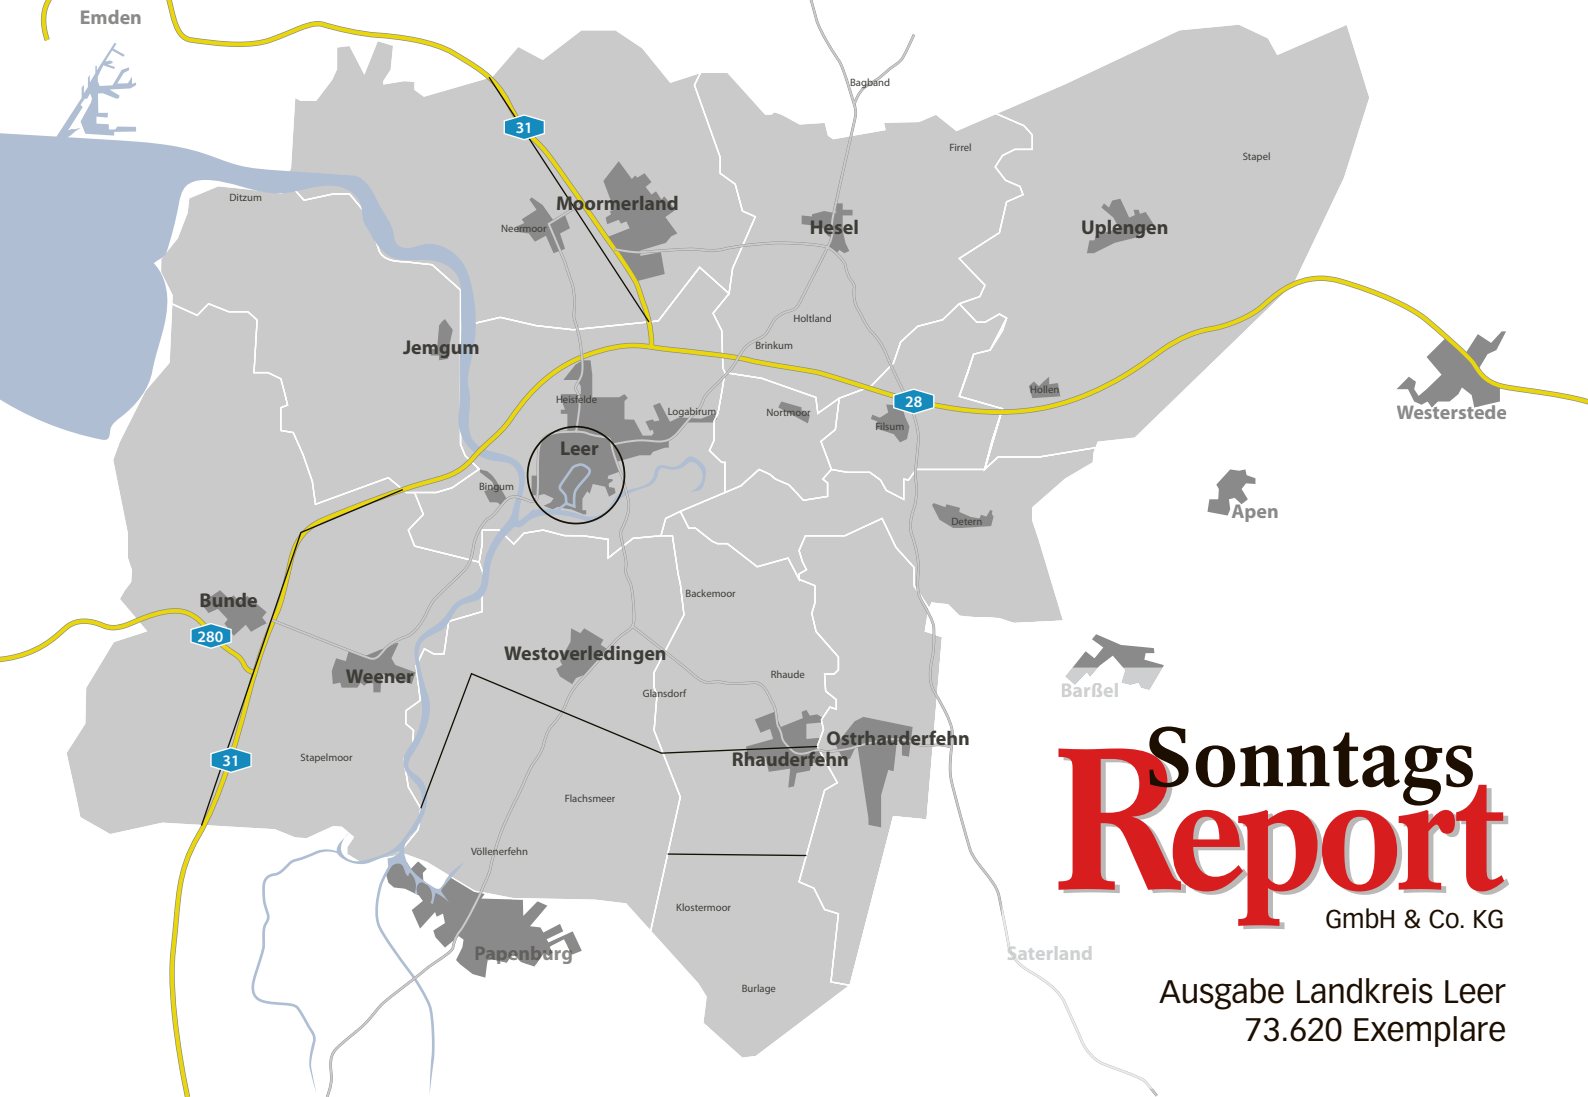 Emden
Bagband
31
Firrel
Stapel
Ditzum
Moormerland
Neermoor
Hesel
Uplengen
Holtland
Jemgum
Brinkum
Hollen
Heisfelde
Logabirum
Nortmoor
28
Filsum
Westerstede
Leer
Bingum
Apen
Detern
Backemoor
Bunde
280
Westoverledingen
Weener
Rhaude
Glansdorf
Barßel
Ostrhauderfehn
Rhauderfehn
31
Stapelmoor
Flachsmeer
Völlenerfehn
Klostermoor
Papenburg
Saterland
Burlage
Sonntags
Report
GmbH & Co. KG
Ausgabe Landkreis Leer
73.620 Exemplare